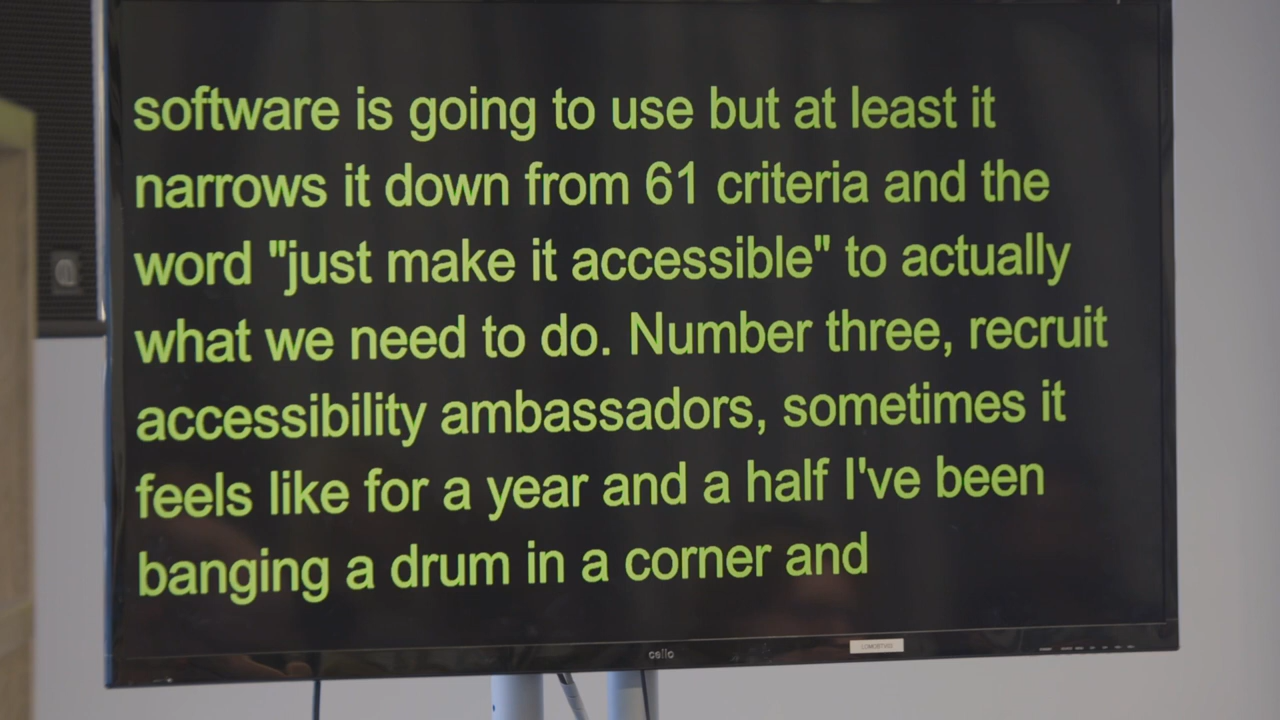 software is going to use but at least it
narrows it down from 61 criteria and the
word "just make it accessible" to actually
what we need to do. Number three, recruit
accessibility ambassadors, sometimes it
feels like for a year and a half I've been
banging a drum in a corner and
cello